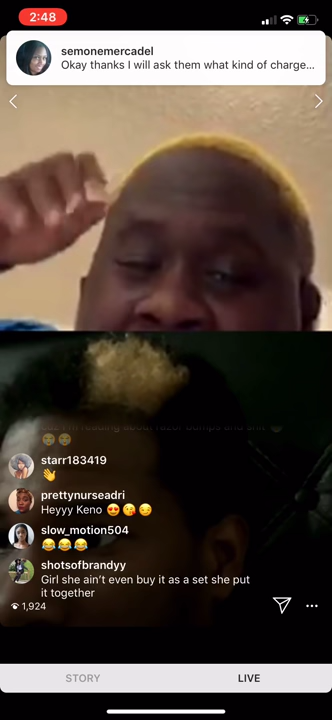 2:48
semonemercadel
Okay thanks I will ask them what kind of charge...
starr183419
👋
prettynurseadri
Heyyy Keno 😍😘😏
slow_motion504
😂😂😂
shotsofbrandyy
Girl she ain't even buy it as a set she put
it together
1,924
STORY
LIVE